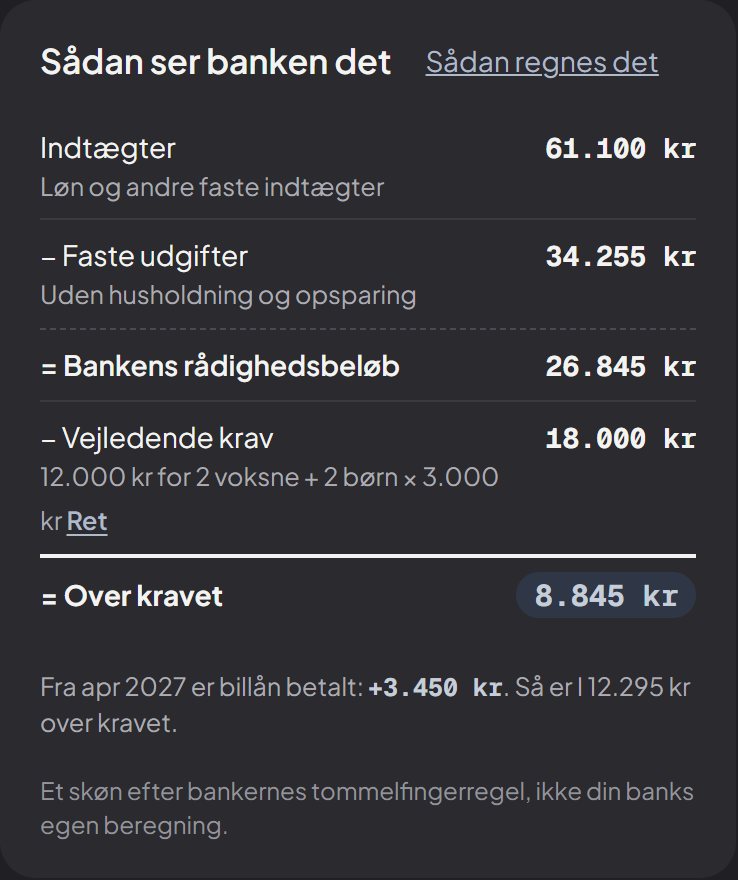 Sådan ser banken det Sådan regnes det
Indtægter 61.100 kr
Løn og andre faste indtægter
– Faste udgifter 34.255 kr
Uden husholdning og opsparing
= Bankens rådighedsbeløb 26.845 kr
– Vejledende krav 18.000 kr
12.000 kr for 2 voksne + 2 børn × 3.000
kr Ret
= Over kravet 8.845 kr
Fra apr 2027 er billån betalt: +3.450 kr. Så er I 12.295 kr
over kravet.
Et skøn efter bankernes tommelfingerregel, ikke din banks
egen beregning.